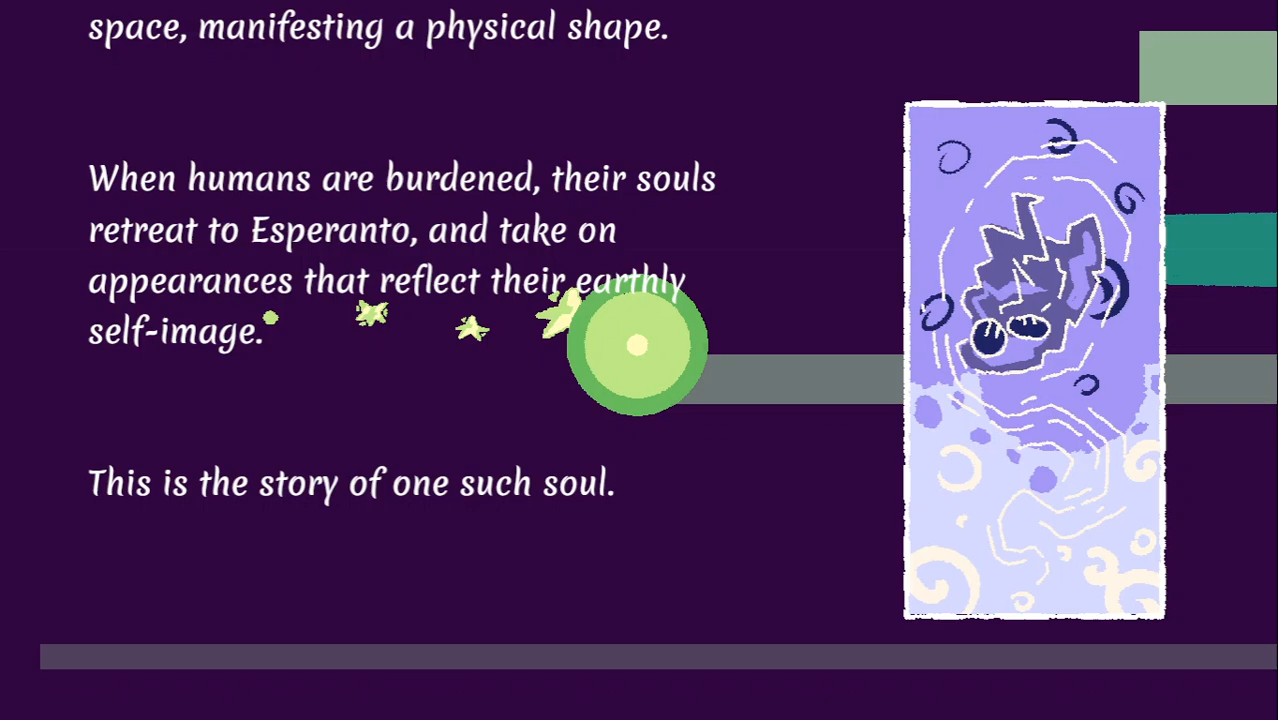 space, manifesting a physical shape.
When humans are burdened, their souls
retreat to Esperanto, and take on
appearances that reflect their earthly
self-image.
This is the story of one such soul.